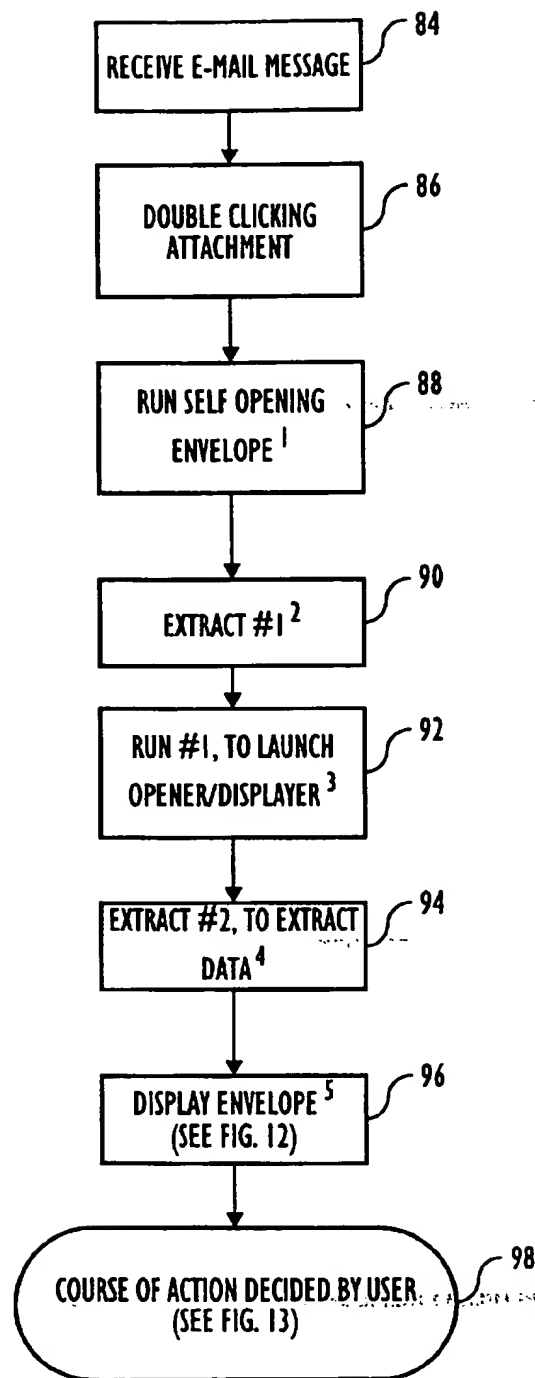 84
RECEIVE E-MAIL MESSAGE
86
DOUBLE CLICKING
ATTACHMENT
88
RUN SELF OPENING
ENVELOPE 1
90
EXTRACT #1 2
92
RUN #1, TO LAUNCH
OPENER/DISPLAYER 3
94
EXTRACT #2, TO EXTRACT
DATA 4
96
DISPLAY ENVELOPE 5
(SEE FIG. 12)
98
COURSE OF ACTION DECIDED BY USER
(SEE FIG. 13)